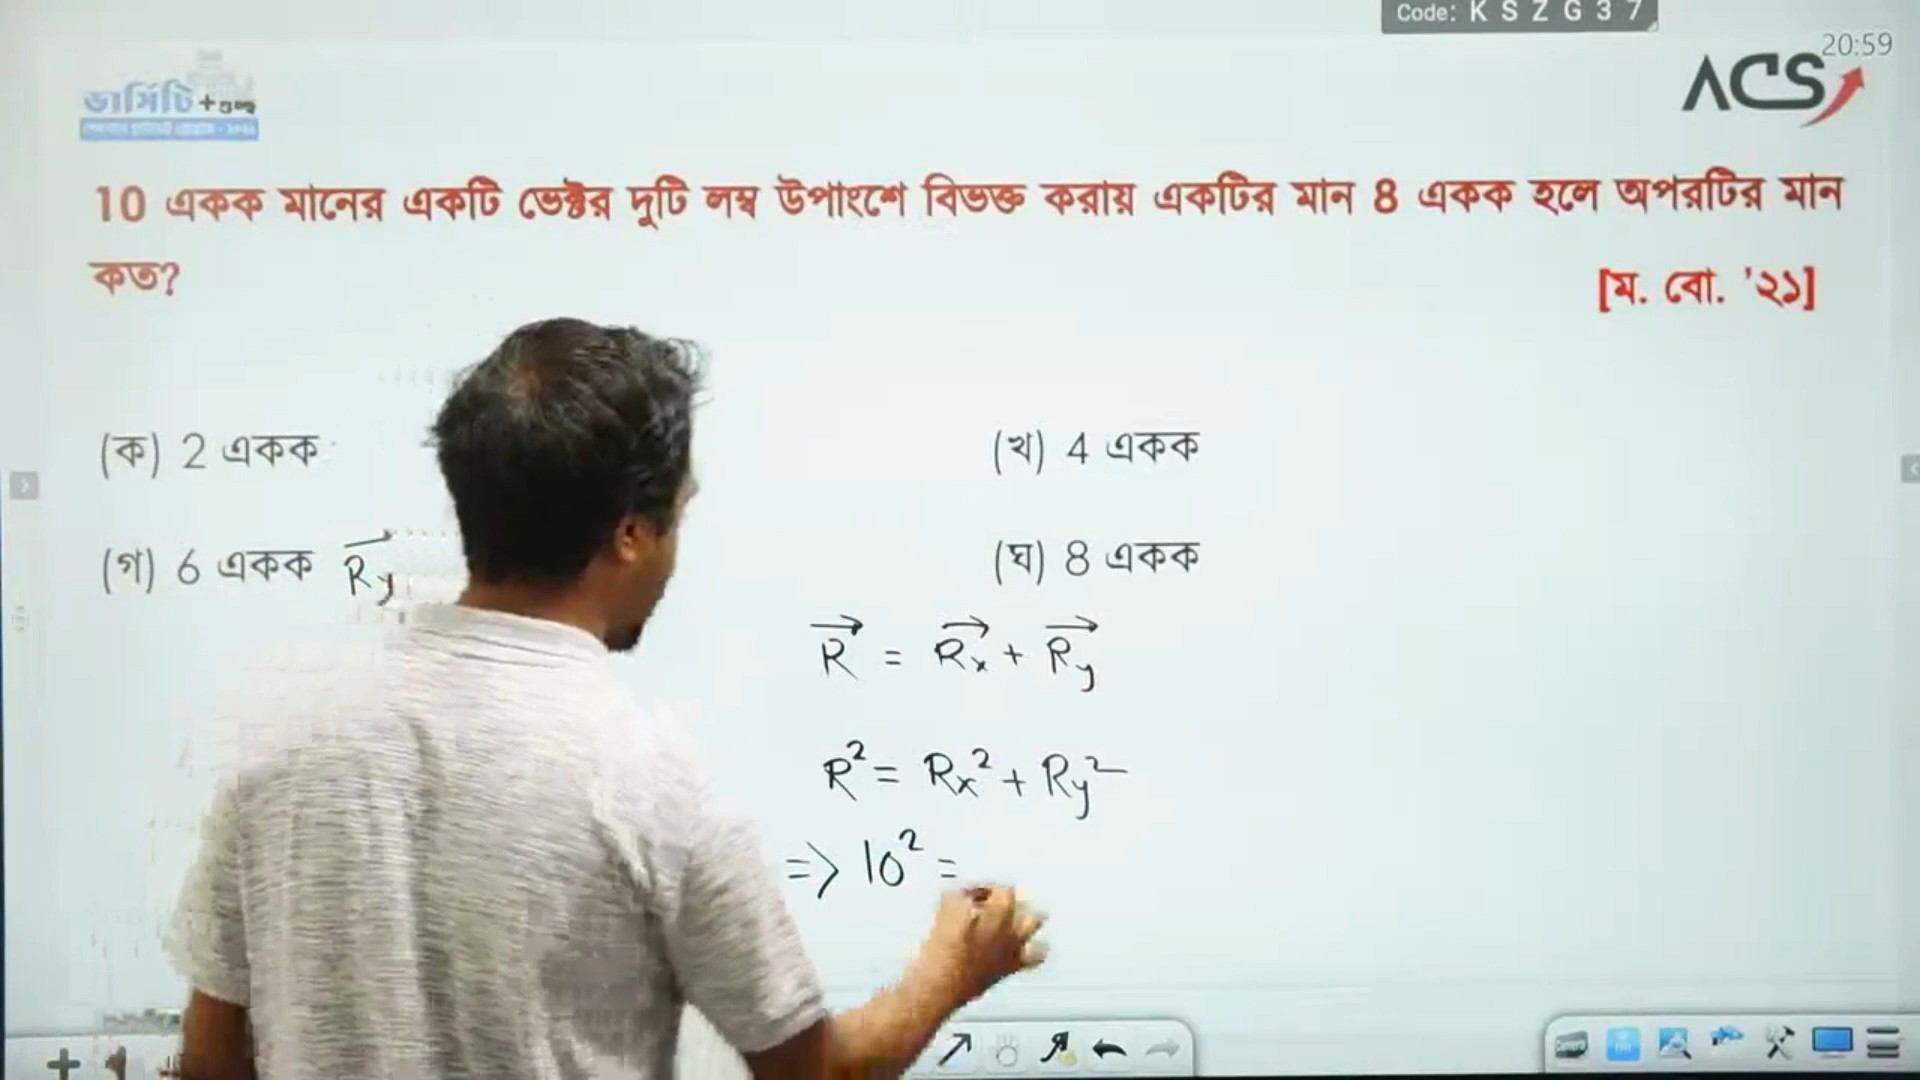 Code: K S Z G 3 7
20:59
ভার্সিটি +
ACS
10 একক মানের একটি ভেক্টর দুটি লম্ব উপাংশে বিভক্ত করায় একটির মান 8 একক হলে অপরটির মান
কত?
[ম. বো. '২১]
(ক) 2 একক
(খ) 4 একক
(গ) 6 একক
(ঘ) 8 একক
R⃗y
R⃗ = R⃗x + R⃗y
R² = Rx² + Ry²
=> 10² =